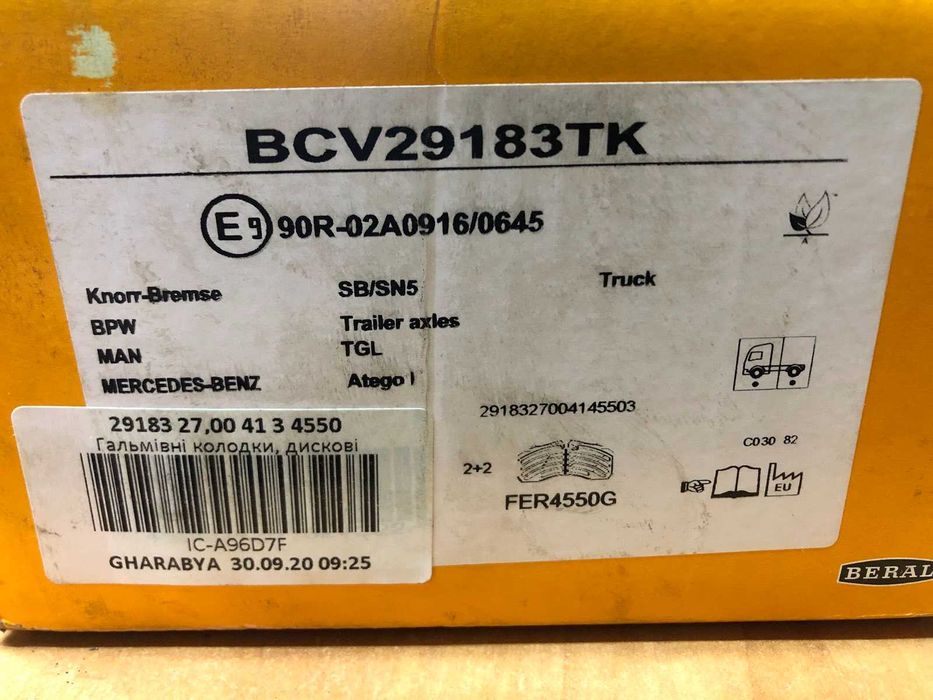 BCV29183TK
E9 90R-02A0916/0645
A
Knorr-Bremse SB/SN5 Truck
BPW Trailer axles
MAN TGL
MERCEDES-BENZ Atego I
2918327004145503
C030 82
2+2
FER4550G
EU
29183 27,00 41 3 4550
Гальмівні колодки, дискові
IC-A96D7F
GHARABYA 30.09.20 09:25
BERAL